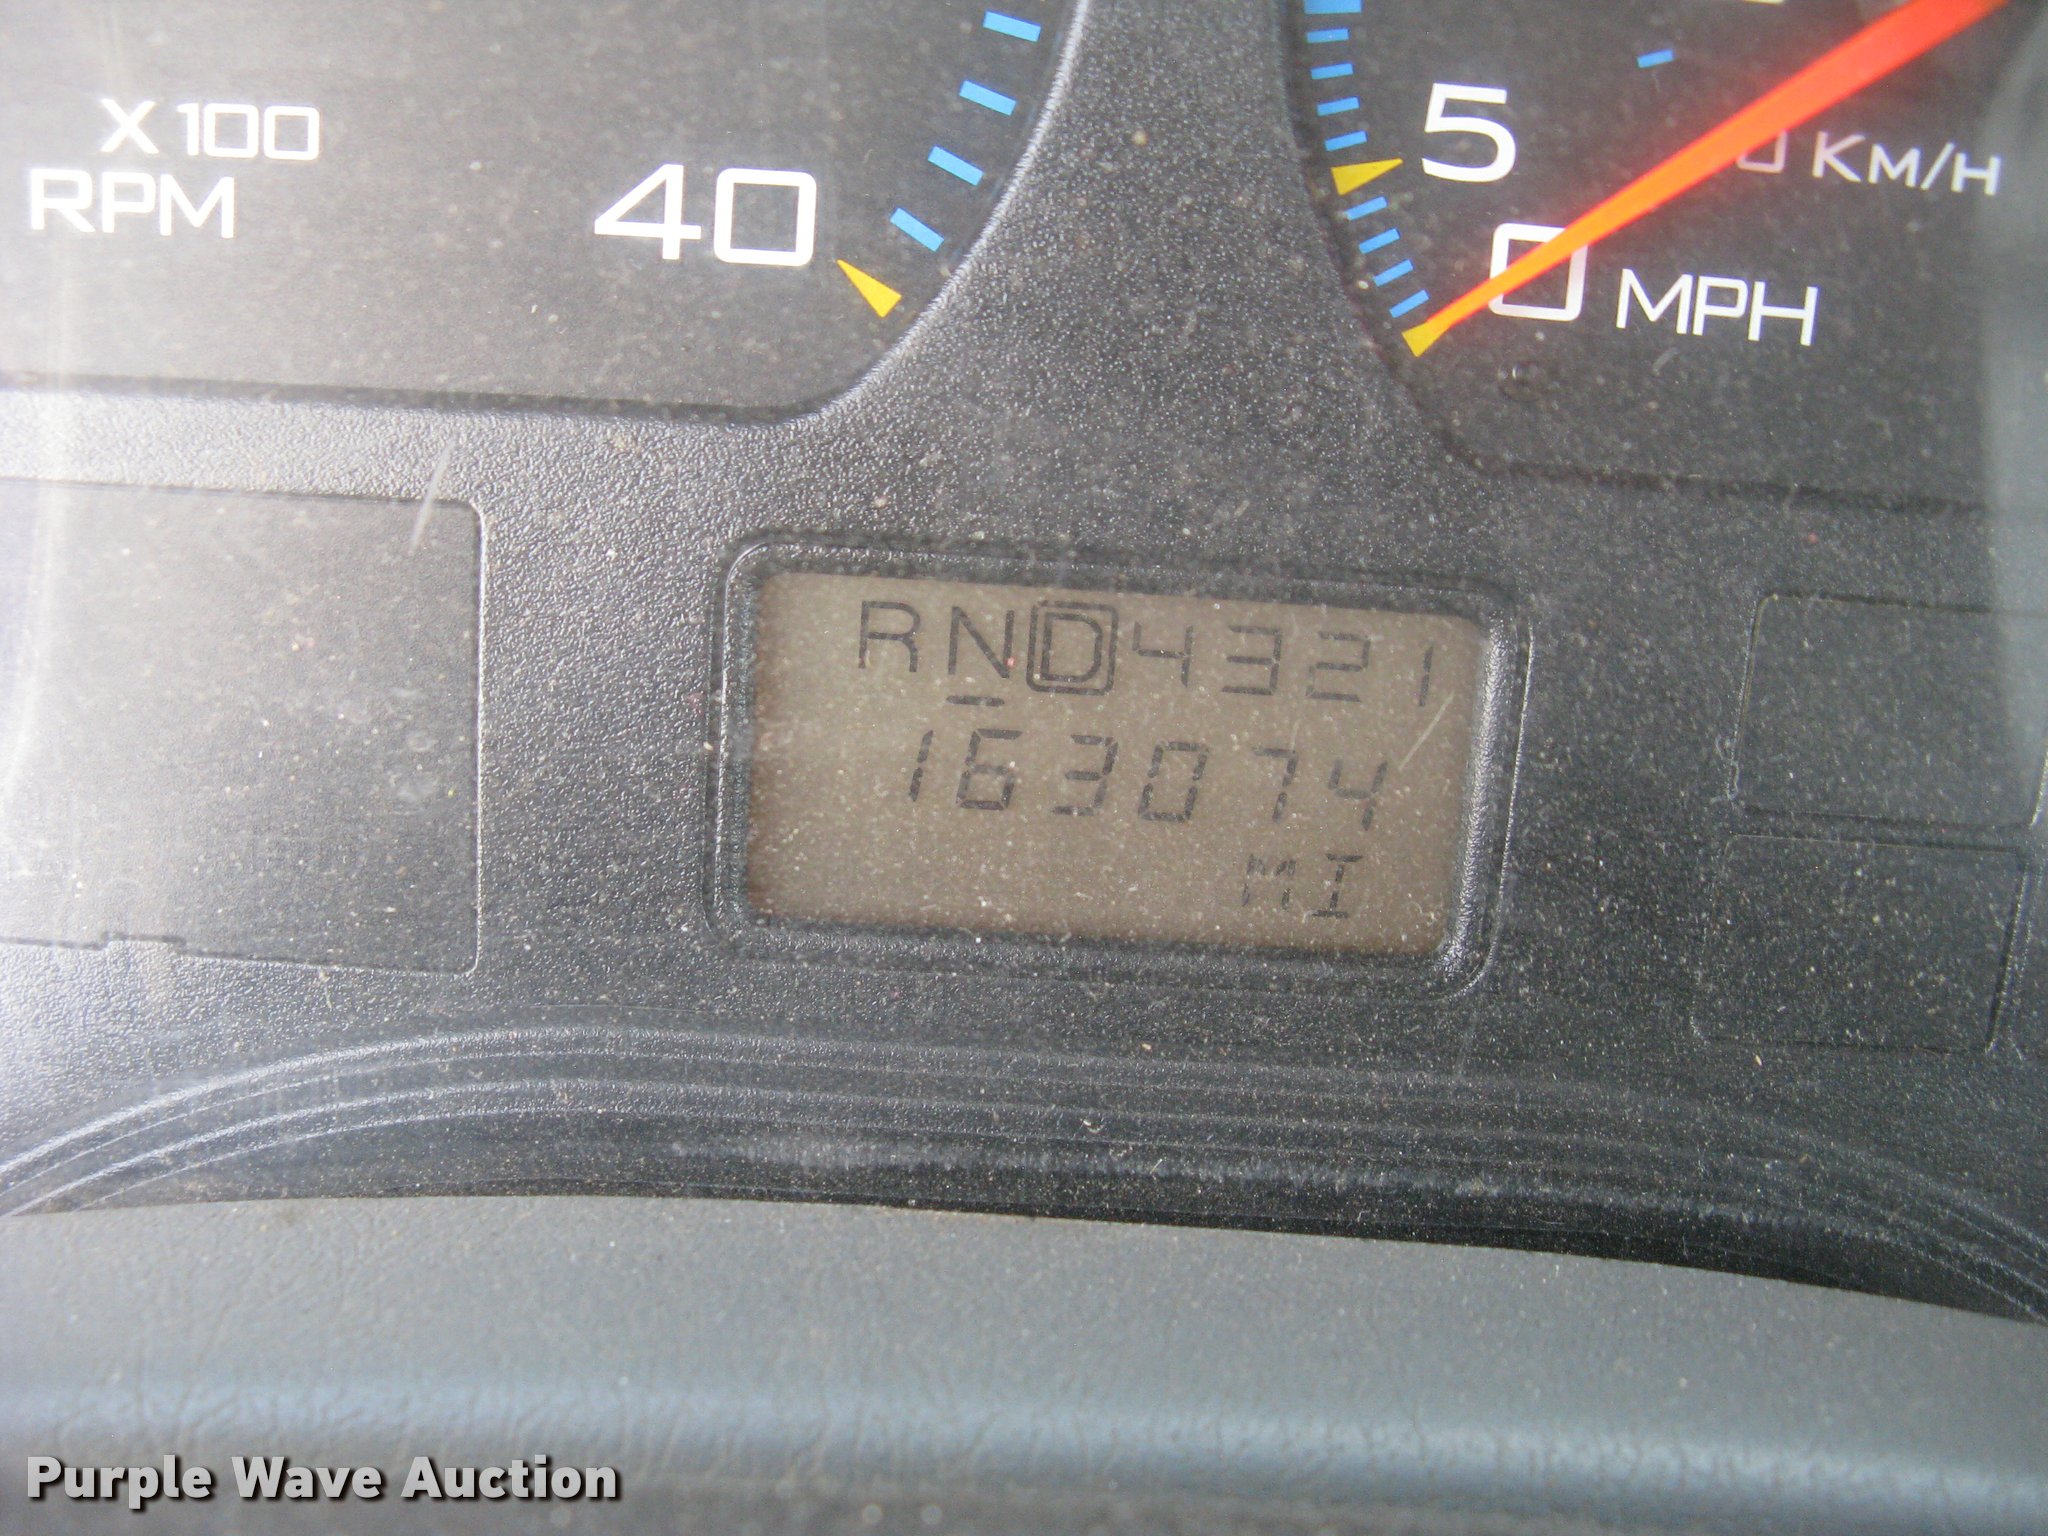 X 100
RPM
40
5
KM/H
0 MPH
RND4321
163074
MI
Purple Wave Auction